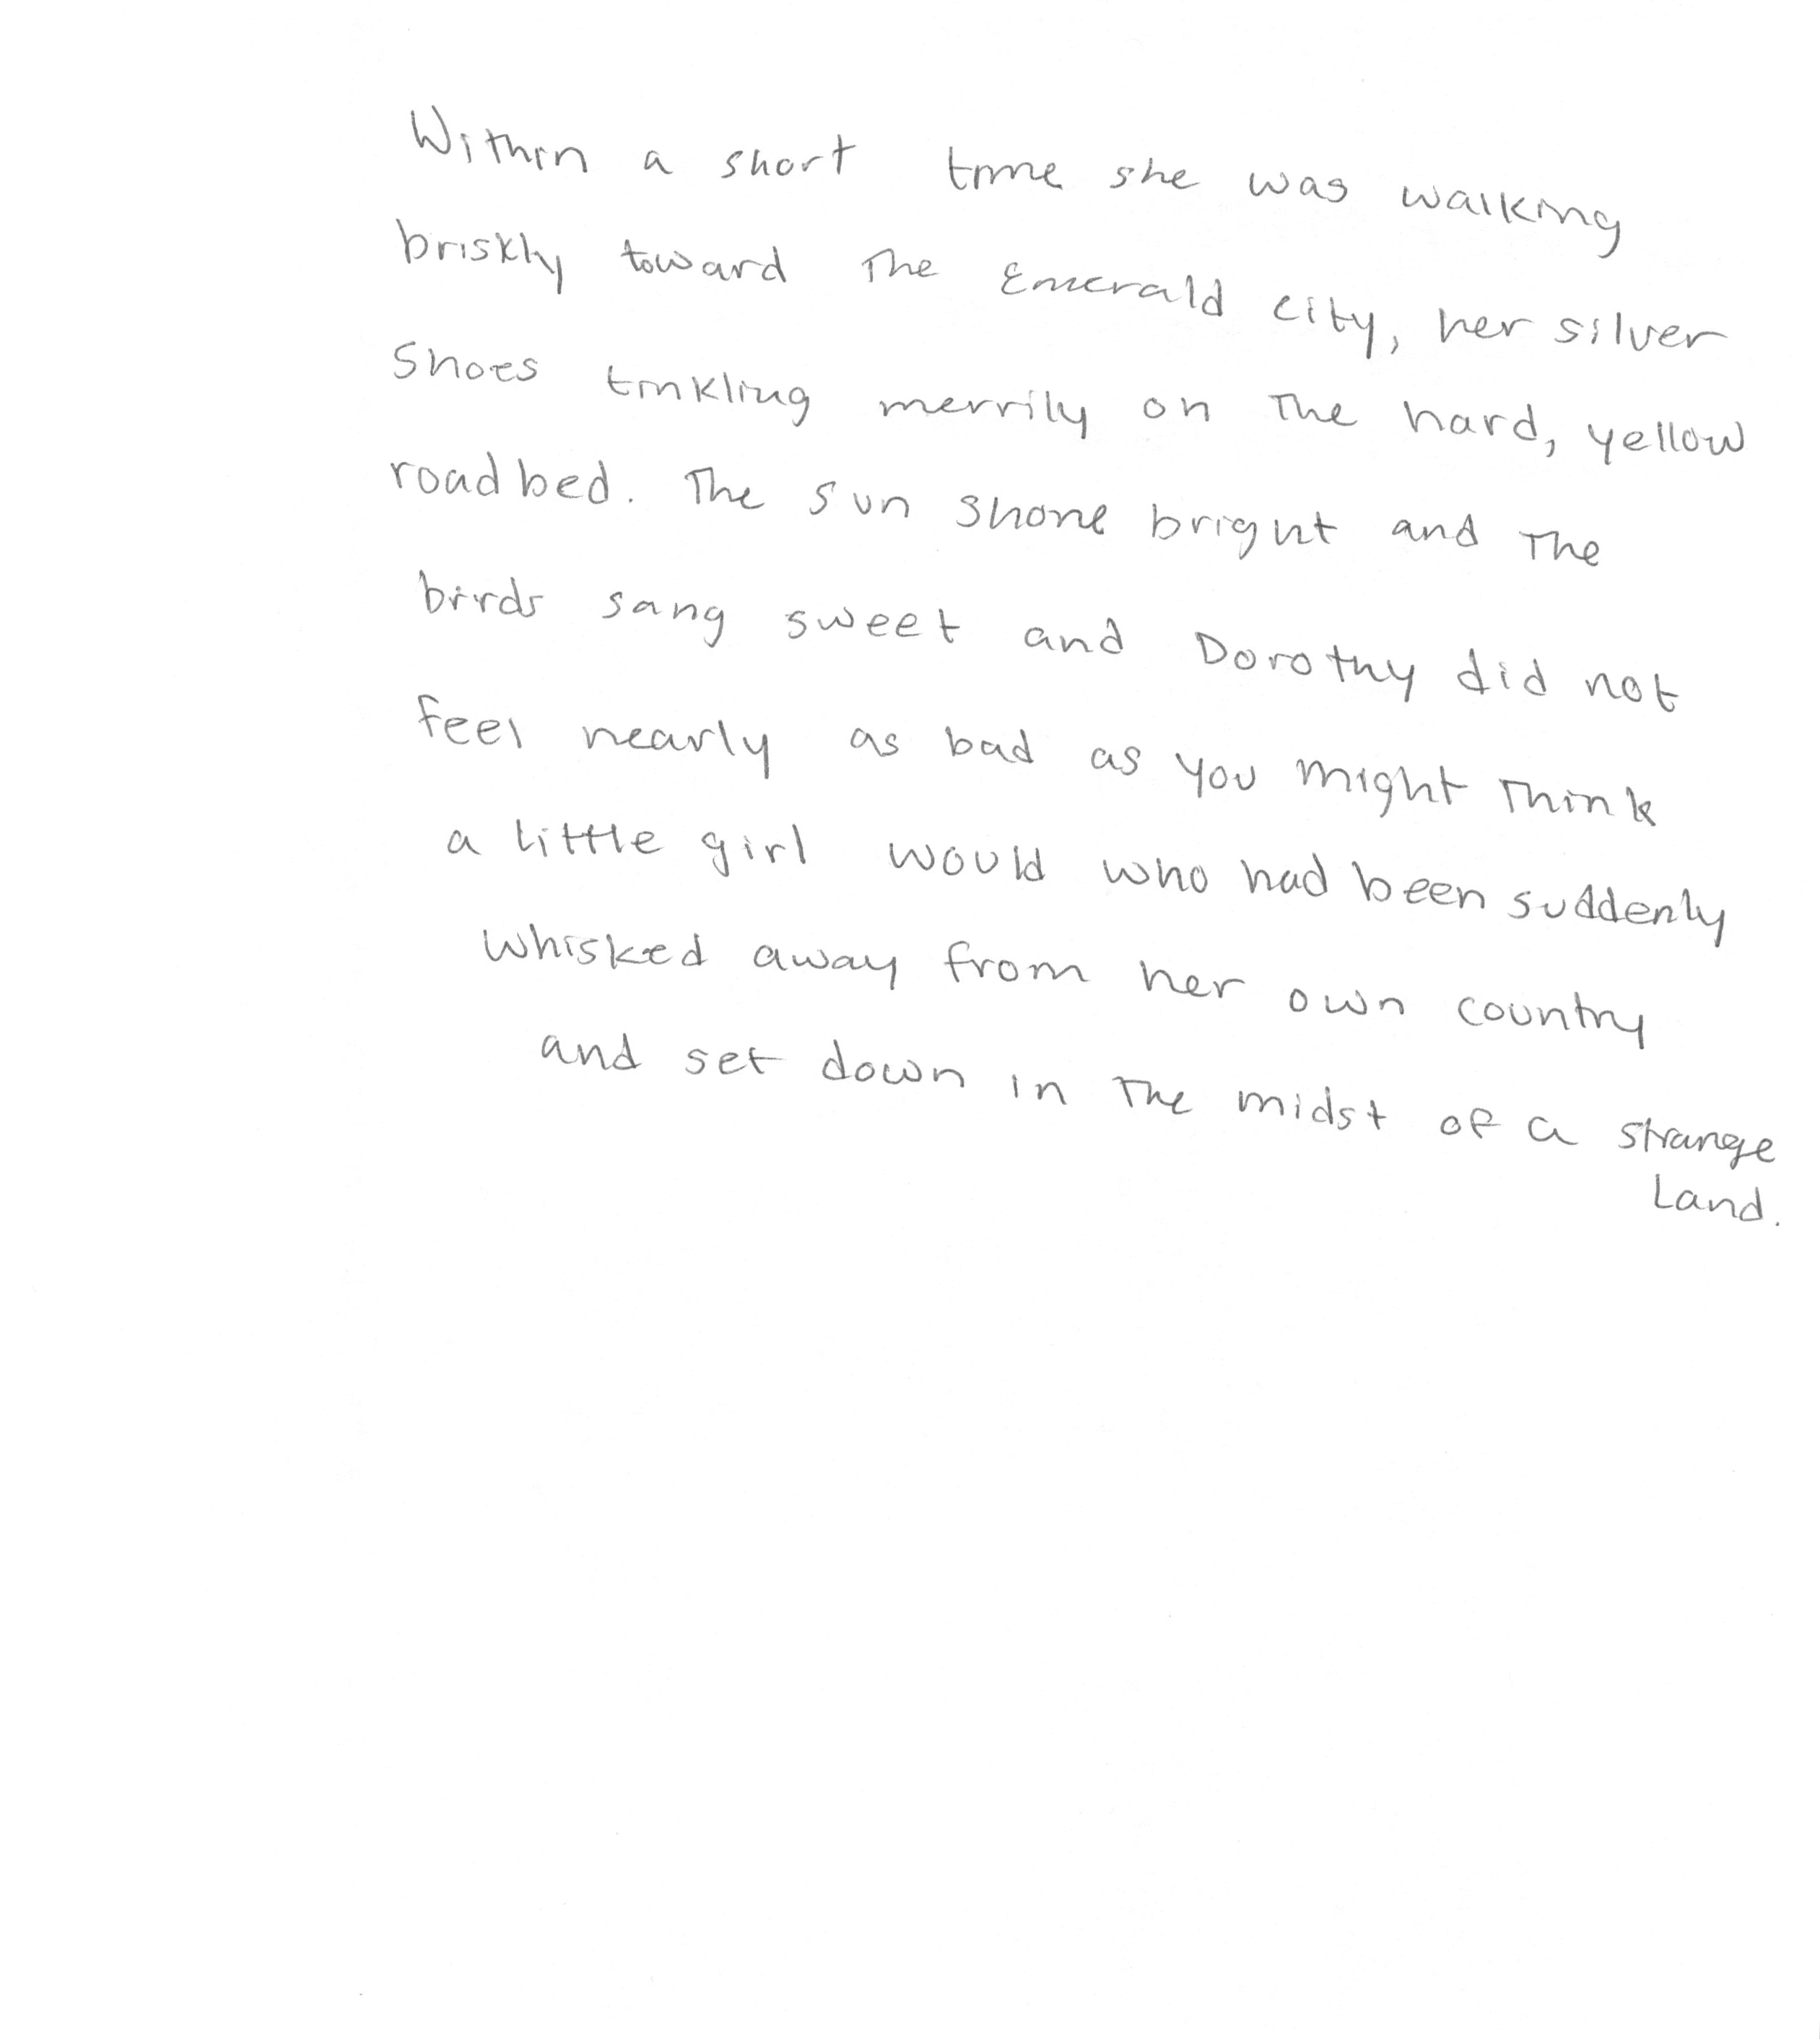 Within a short time she was walking
briskly toward the Emerald City, her silver
shoes tinkling merrily on the hard, yellow
roadbed. The sun shone bright and the
birds sang sweet and Dorothy did not
feel nearly as bad as you might think
a little girl would who had been suddenly
whisked away from her own country
and set down in the midst of a strange
land.